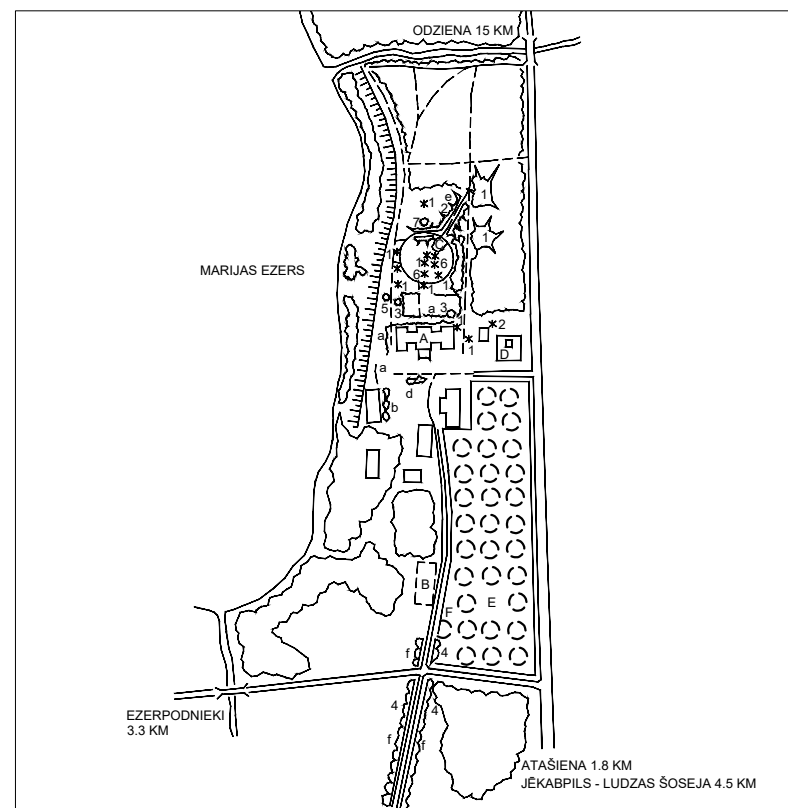 ODZIENA 15 KM
1
e
1 2
7
1
C
1
1 6
6
1 1 1
5 3 a 3
1
a A 2
1 D
a
d
b
B
F E
f 4
4 4
EZERPODNIEKI
3.3 KM
f f
MARIJAS EZERS
ATAŠIENA 1.8 KM
JĒKABPILS - LUDZAS ŠOSEJA 4.5 KM